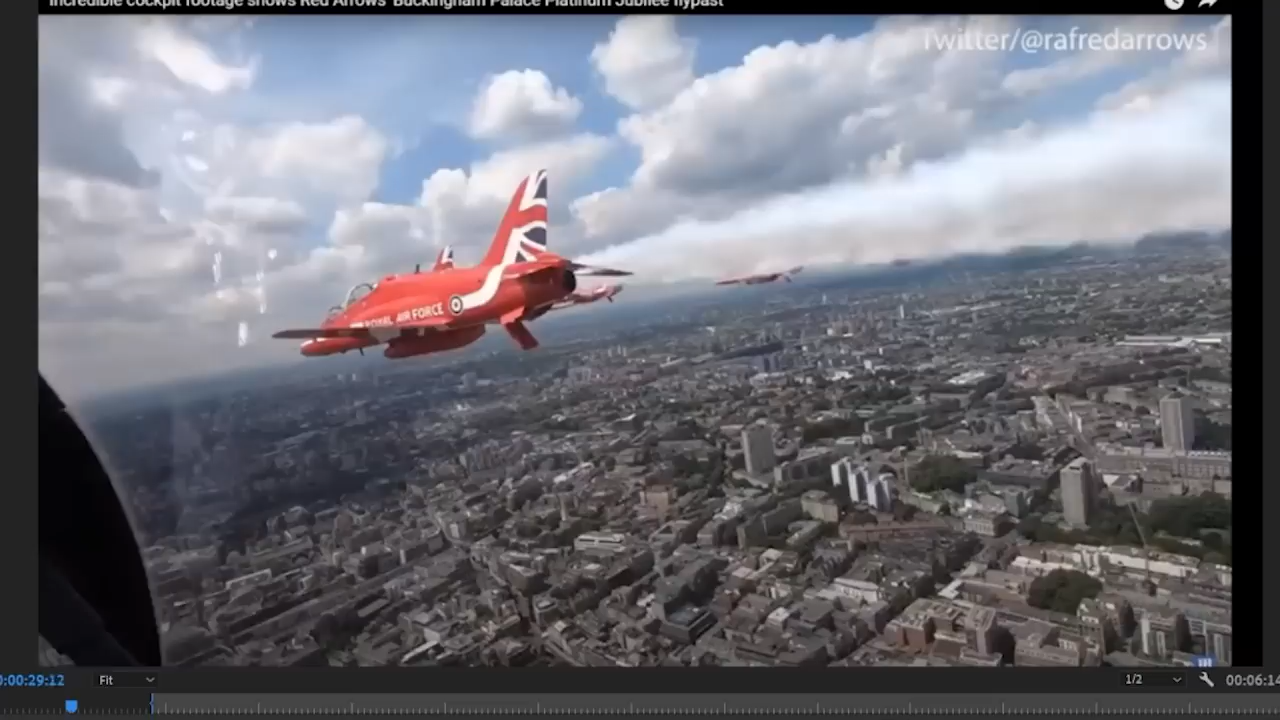 Incredible cockpit footage shows Red Arrows' Buckingham Palace Platinum Jubilee flypast
Twitter/@rafredarrows
ROYAL AIR FORCE
0:00:29:12
Fit
1/2
00:06:14